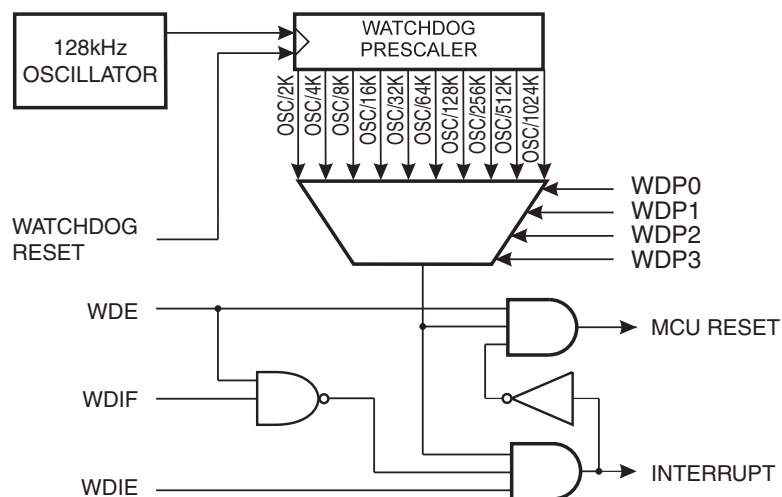 128kHz
OSCILLATOR
WATCHDOG
PRESCALER
OSC/2K
OSC/4K
OSC/8K
OSC/16K
OSC/32K
OSC/64K
OSC/128K
OSC/256K
OSC/512K
OSC/1024K
WATCHDOG
RESET
WDP0
WDP1
WDP2
WDP3
WDE
MCU RESET
WDIF
WDIE
INTERRUPT